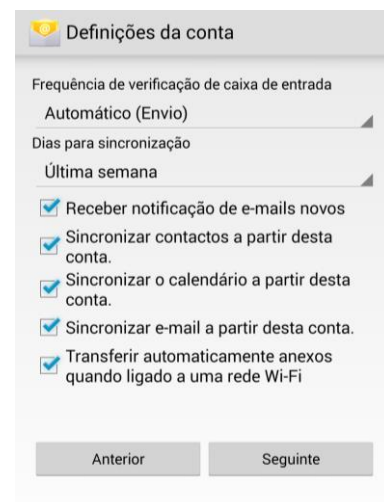 Definições da conta
Frequência de verificação de caixa de entrada
Automático (Envio)
Dias para sincronização
Última semana
Receber notificação de e-mails novos
Sincronizar contactos a partir desta
conta.
Sincronizar o calendário a partir desta
conta.
Sincronizar e-mail a partir desta conta.
Transferir automaticamente anexos
quando ligado a uma rede Wi-Fi
Anterior
Seguinte